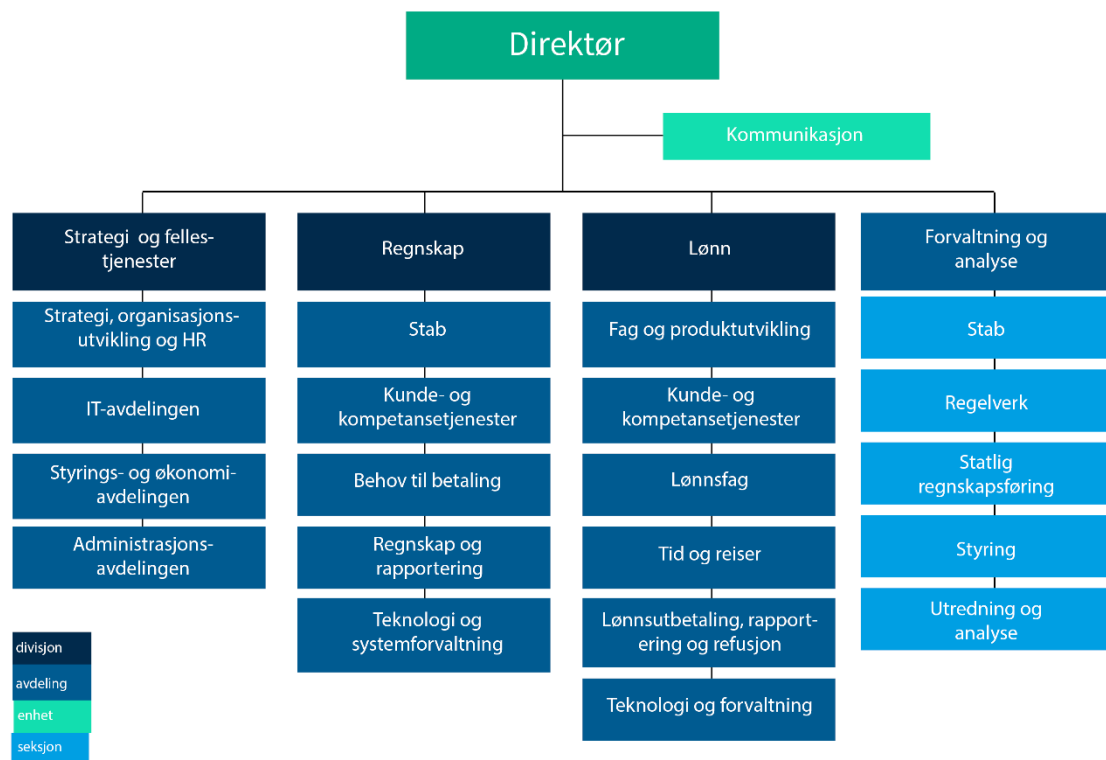 Direktør
Kommunikasjon
Strategi og felles-
tjenester
Strategi, organisasjons-
utvikling og HR
IT-avdelingen
Styrings- og økonomi-
avdelingen
Administrasjons-
avdelingen
Regnskap
Stab
Kunde- og
kompetansetjenester
Behov til betaling
Regnskap og
rapportering
Teknologi og
systemforvaltning
Lønn
Fag og produktutvikling
Kunde- og
kompetansetjenester
Lønnsfag
Tid og reiser
Lønnsutbetaling, rapport-
ering og refusjon
Teknologi og forvaltning
Forvaltning og
analyse
Stab
Regelverk
Statlig
regnskapsføring
Styring
Utredning og
analyse
divisjon
avdeling
enhet
seksjon